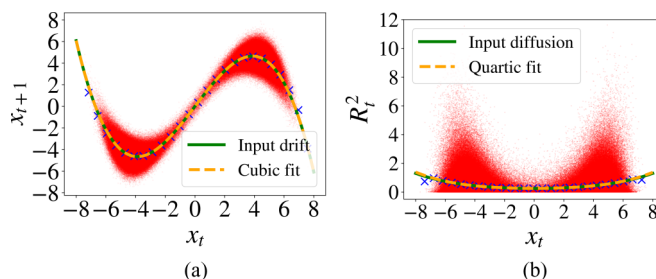 8
6
4
2
0
−2
−4
−6
−8
x_{t+1}
Input drift
Cubic fit
−8 −6 −4 −2 0 2 4 6 8
x_t
(a)
12
10
8
6
4
2
0
R_t^2
Input diffusion
Quartic fit
−8 −6 −4 −2 0 2 4 6 8
x_t
(b)